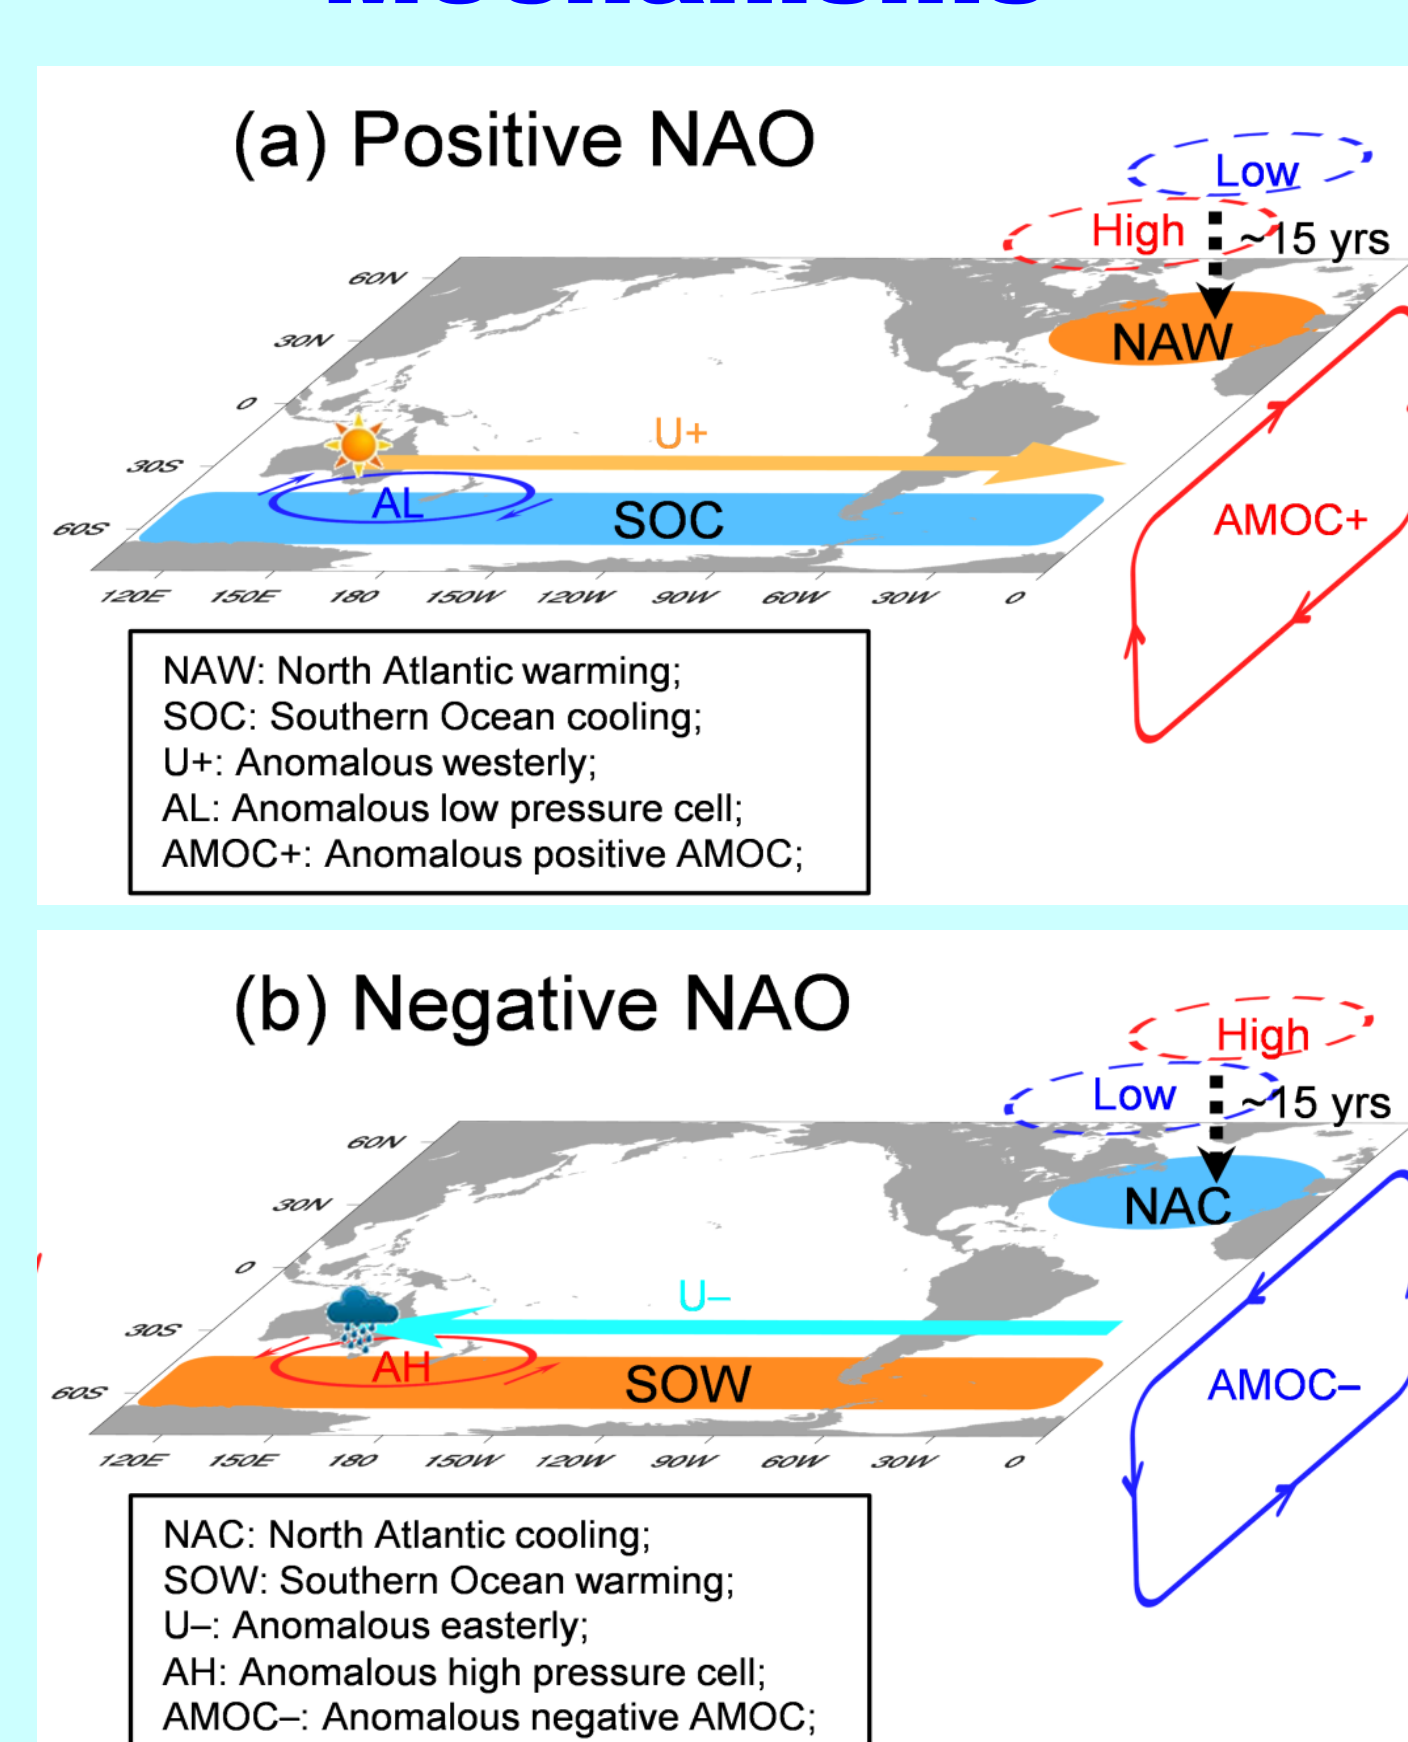 Mechanisms
(a) Positive NAO
Low
High
~15 yrs
60N
NAW
30N
0
U+
30S
AL
SOC
AMOC+
60S
120E 150E 180 150W 120W 90W 60W 30W 0
NAW: North Atlantic warming;
SOC: Southern Ocean cooling;
U+: Anomalous westerly;
AL: Anomalous low pressure cell;
AMOC+: Anomalous positive AMOC;
(b) Negative NAO
High
Low
~15 yrs
60N
NAC
30N
0
U–
30S
AH
SOW
AMOC–
60S
120E 150E 180 150W 120W 90W 60W 30W 0
NAC: North Atlantic cooling;
SOW: Southern Ocean warming;
U–: Anomalous easterly;
AH: Anomalous high pressure cell;
AMOC–: Anomalous negative AMOC;